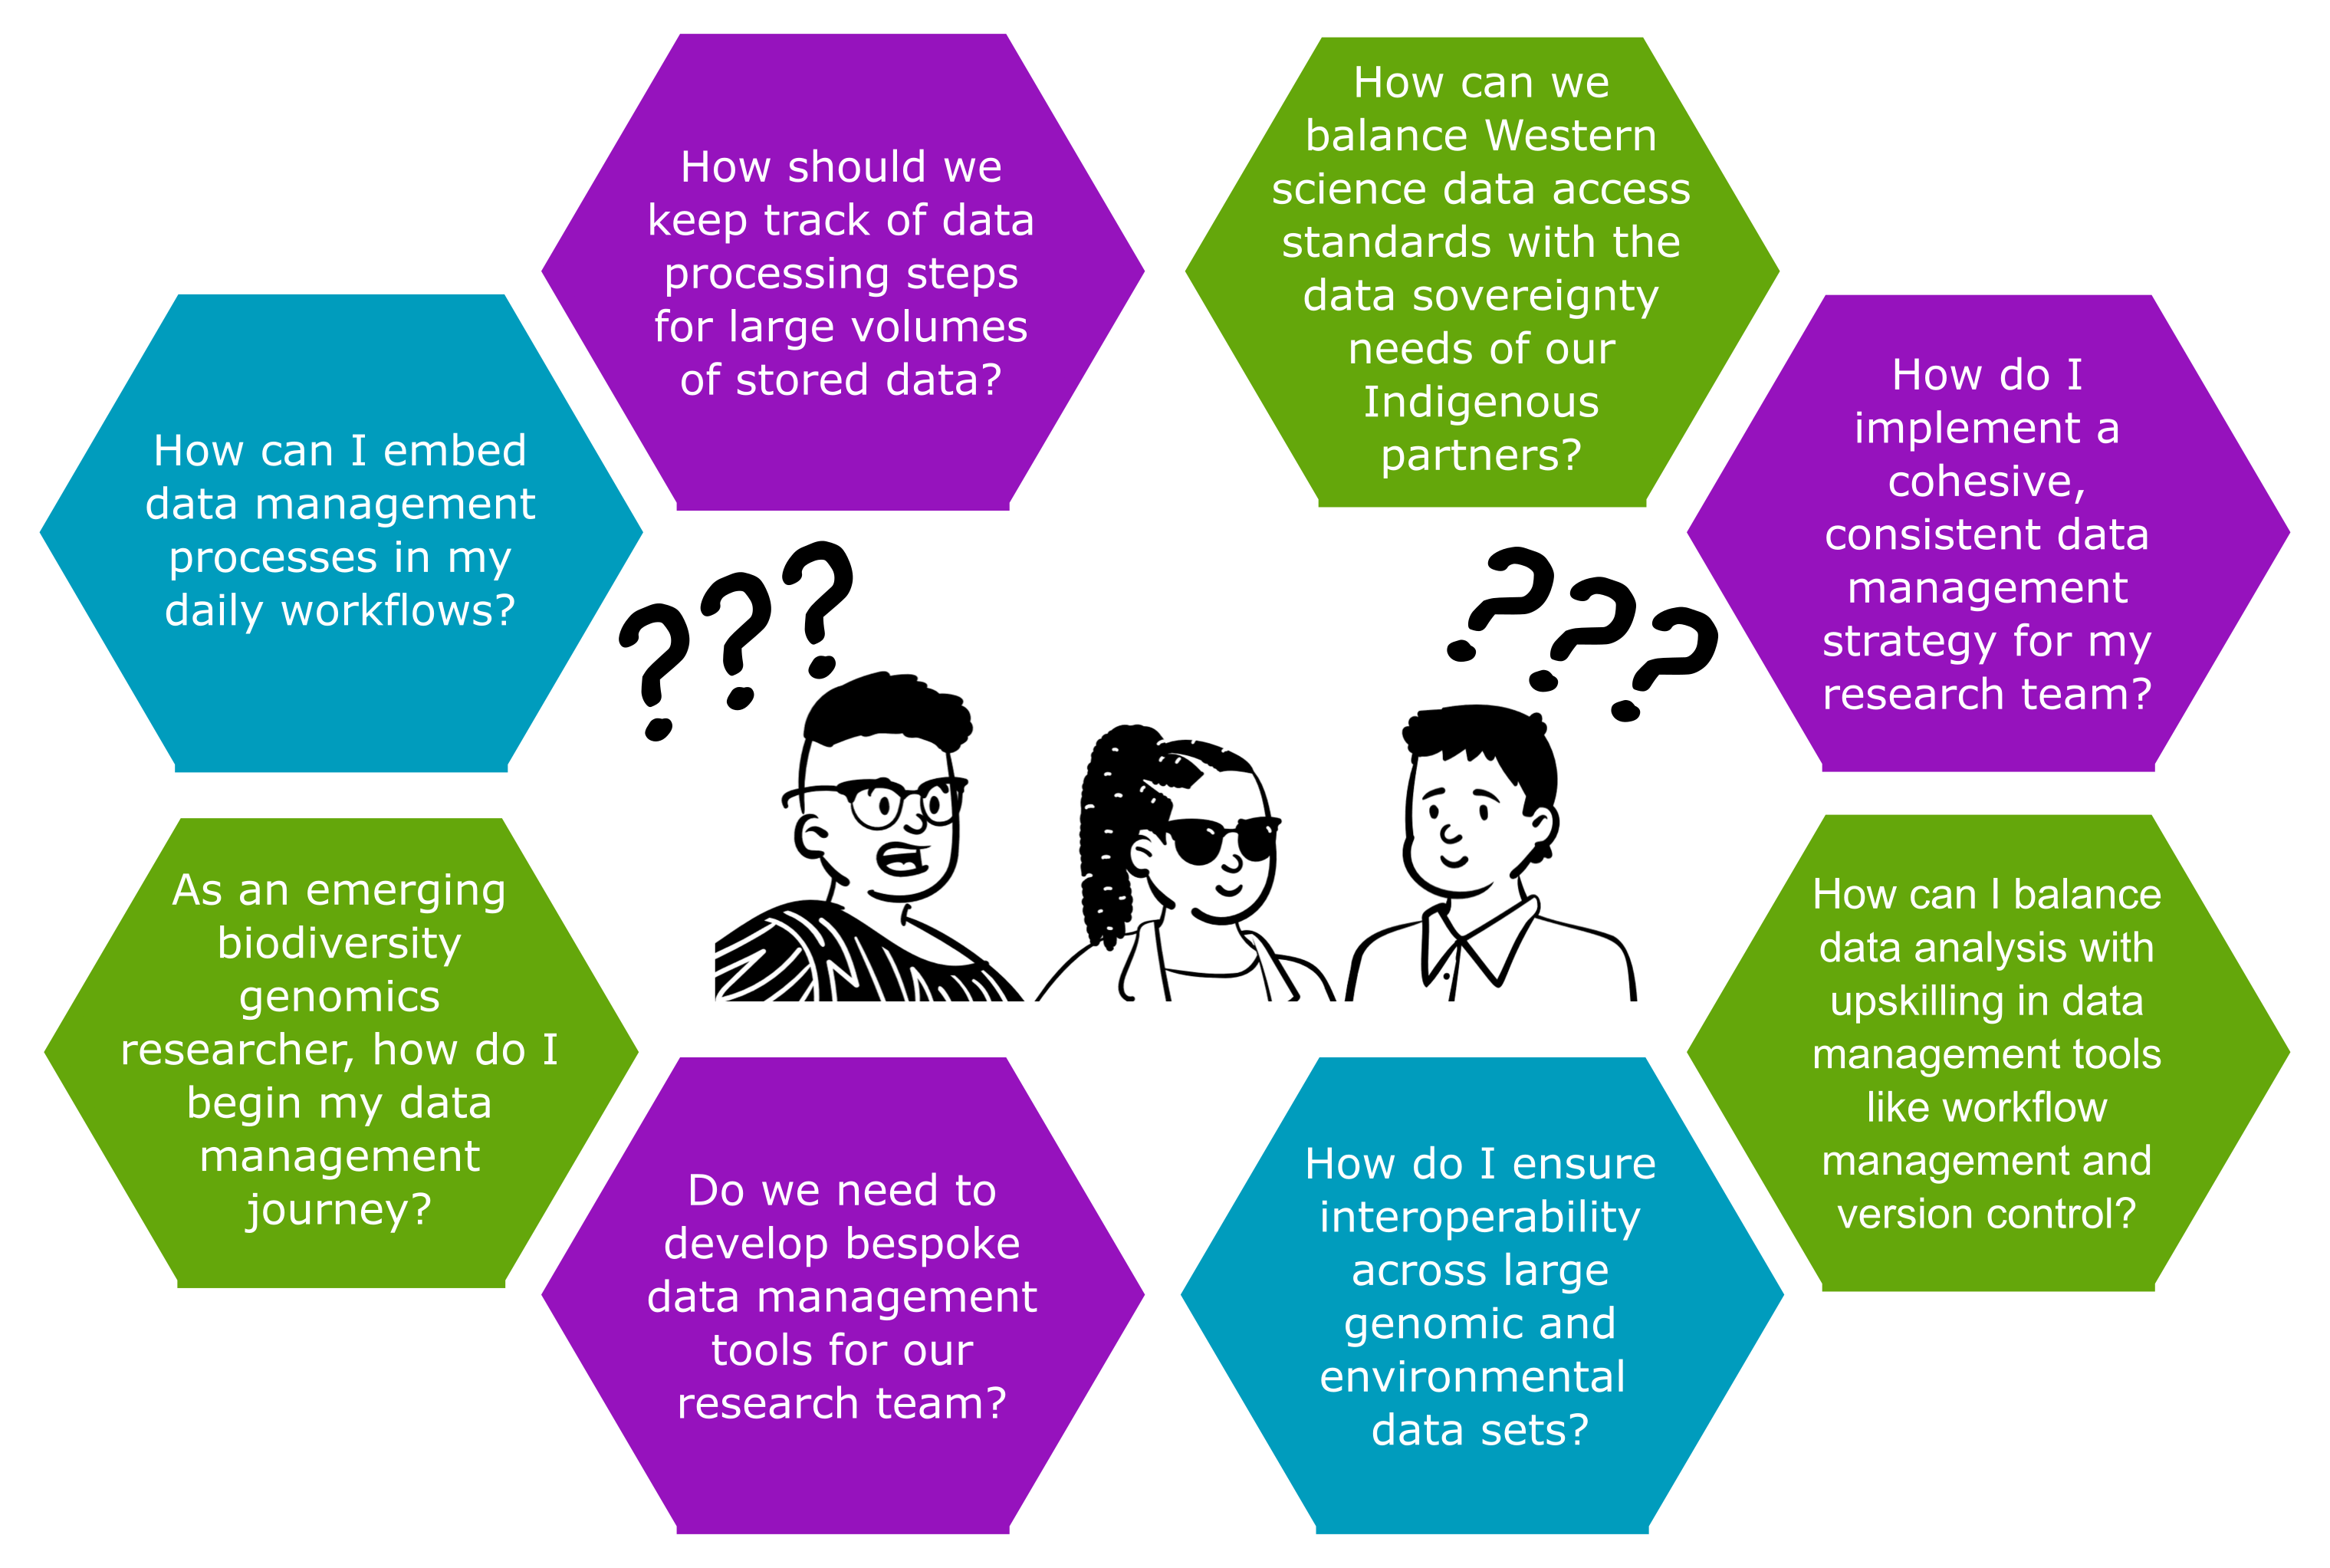 How should we
keep track of data
processing steps
for large volumes
of stored data?
How can we
balance Western
science data access
standards with the
data sovereignty
needs of our
Indigenous
partners?
How can I embed
data management
processes in my
daily workflows?
How do I
implement a
cohesive,
consistent data
management
strategy for my
research team?
? ? ?
? ? ?
As an emerging
biodiversity
genomics
researcher, how do I
begin my data
management
journey?
How can I balance
data analysis with
upskilling in data
management tools
like workflow
management and
version control?
Do we need to
develop bespoke
data management
tools for our
research team?
How do I ensure
interoperability
across large
genomic and
environmental
data sets?